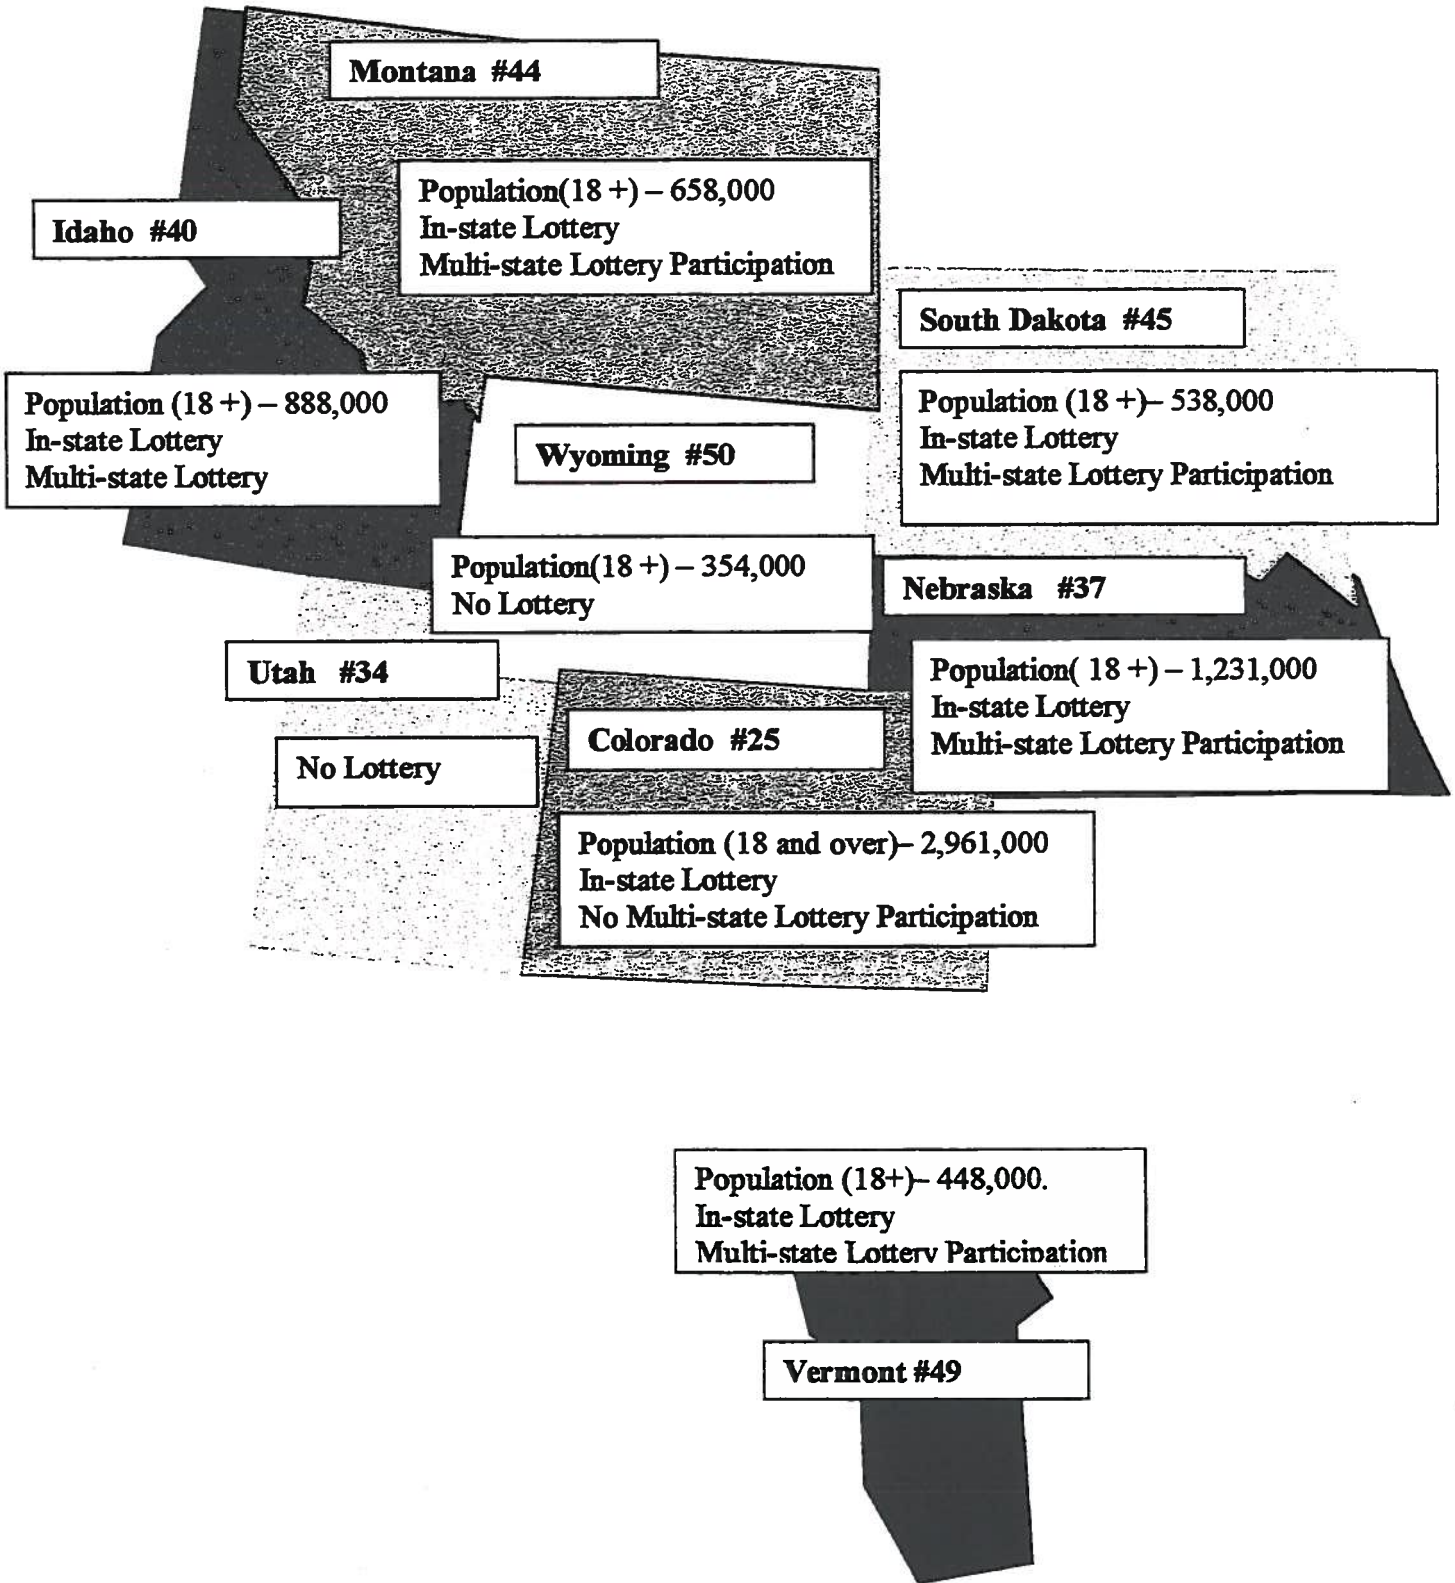 Montana #44
Population(18 +) – 658,000
In-state Lottery
Multi-state Lottery Participation
Idaho #40
Population (18 +) – 888,000
In-state Lottery
Multi-state Lottery
South Dakota #45
Population (18 +)– 538,000
In-state Lottery
Multi-state Lottery Participation
Wyoming #50
Population(18 +) – 354,000
No Lottery
Nebraska #37
Population( 18 +) – 1,231,000
In-state Lottery
Multi-state Lottery Participation
Utah #34
No Lottery
Colorado #25
Population (18 and over)– 2,961,000
In-state Lottery
No Multi-state Lottery Participation
Population (18+)– 448,000.
In-state Lottery
Multi-state Lottery Participation
Vermont #49